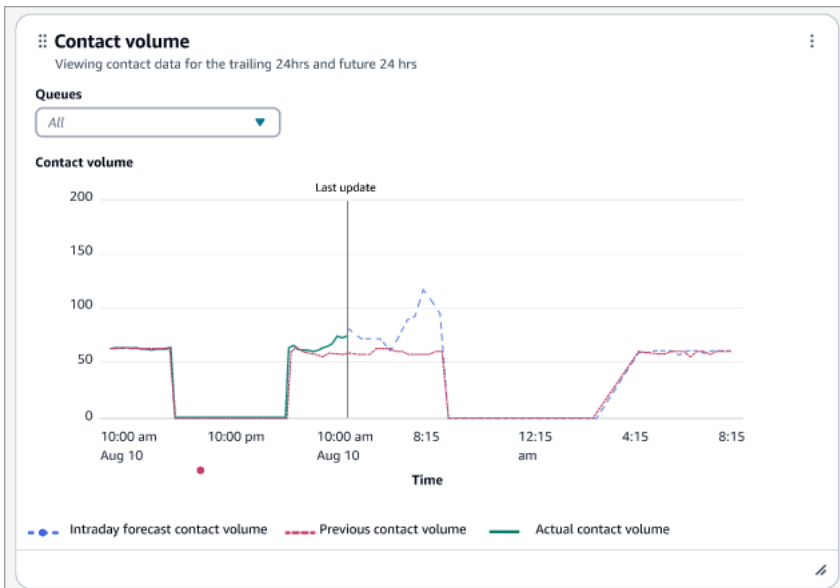 Contact volume
Viewing contact data for the trailing 24hrs and future 24 hrs
Queues
All
Contact volume
Last update
200
150
100
50
0
10:00 am 10:00 pm 10:00 am 8:15 12:15 4:15 8:15
Aug 10 Aug 10 am
Time
Intraday forecast contact volume Previous contact volume Actual contact volume